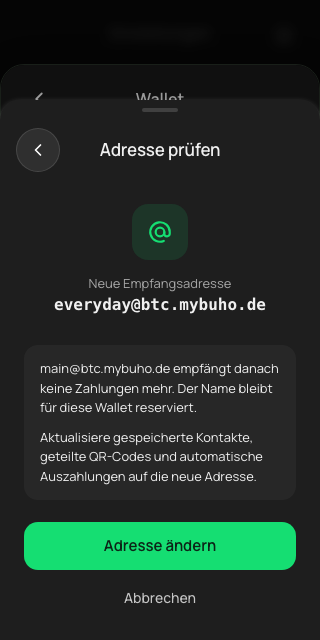 Wallet
Adresse prüfen
Neue Empfangsadresse
everyday@btc.mybuho.de
main@btc.mybuho.de empfängt danach
keine Zahlungen mehr. Der Name bleibt
für diese Wallet reserviert.
Aktualisiere gespeicherte Kontakte,
geteilte QR-Codes und automatische
Auszahlungen auf die neue Adresse.
Adresse ändern
Abbrechen